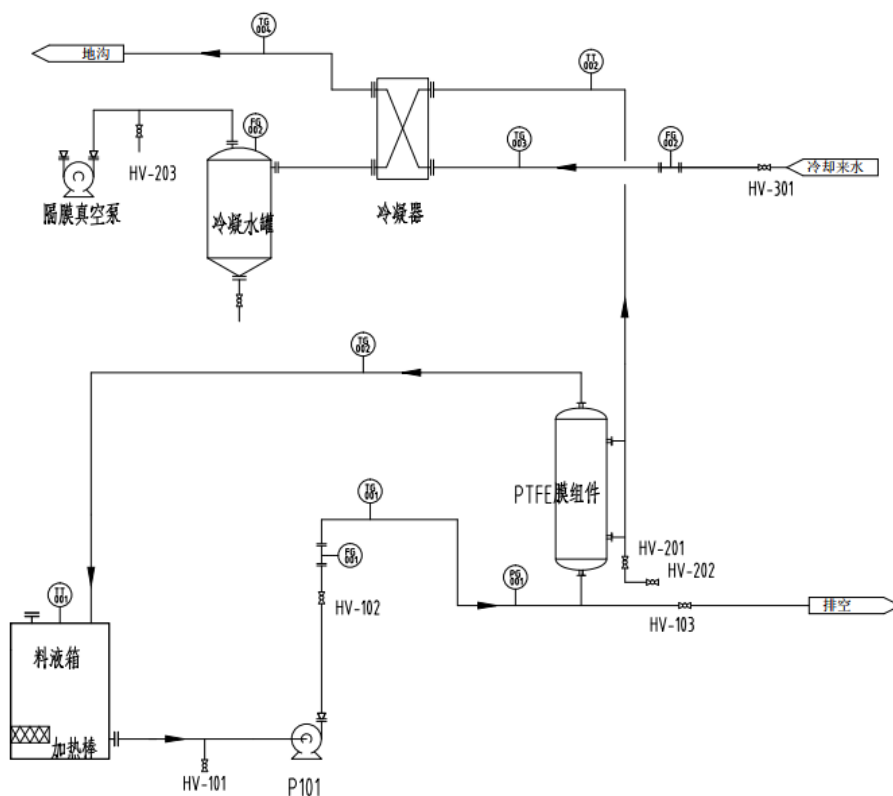 TG
004
地沟
TT
002
FG
002
TG
003
FG
002
冷却来水
HV-203
HV-301
隔膜真空泵
冷凝水罐
冷凝器
TG
002
PTFE膜组件
TG
001
FG
001
HV-201
HV-202
PG
001
TT
001
HV-102
排空
HV-103
料液箱
加热棒
HV-101
P101